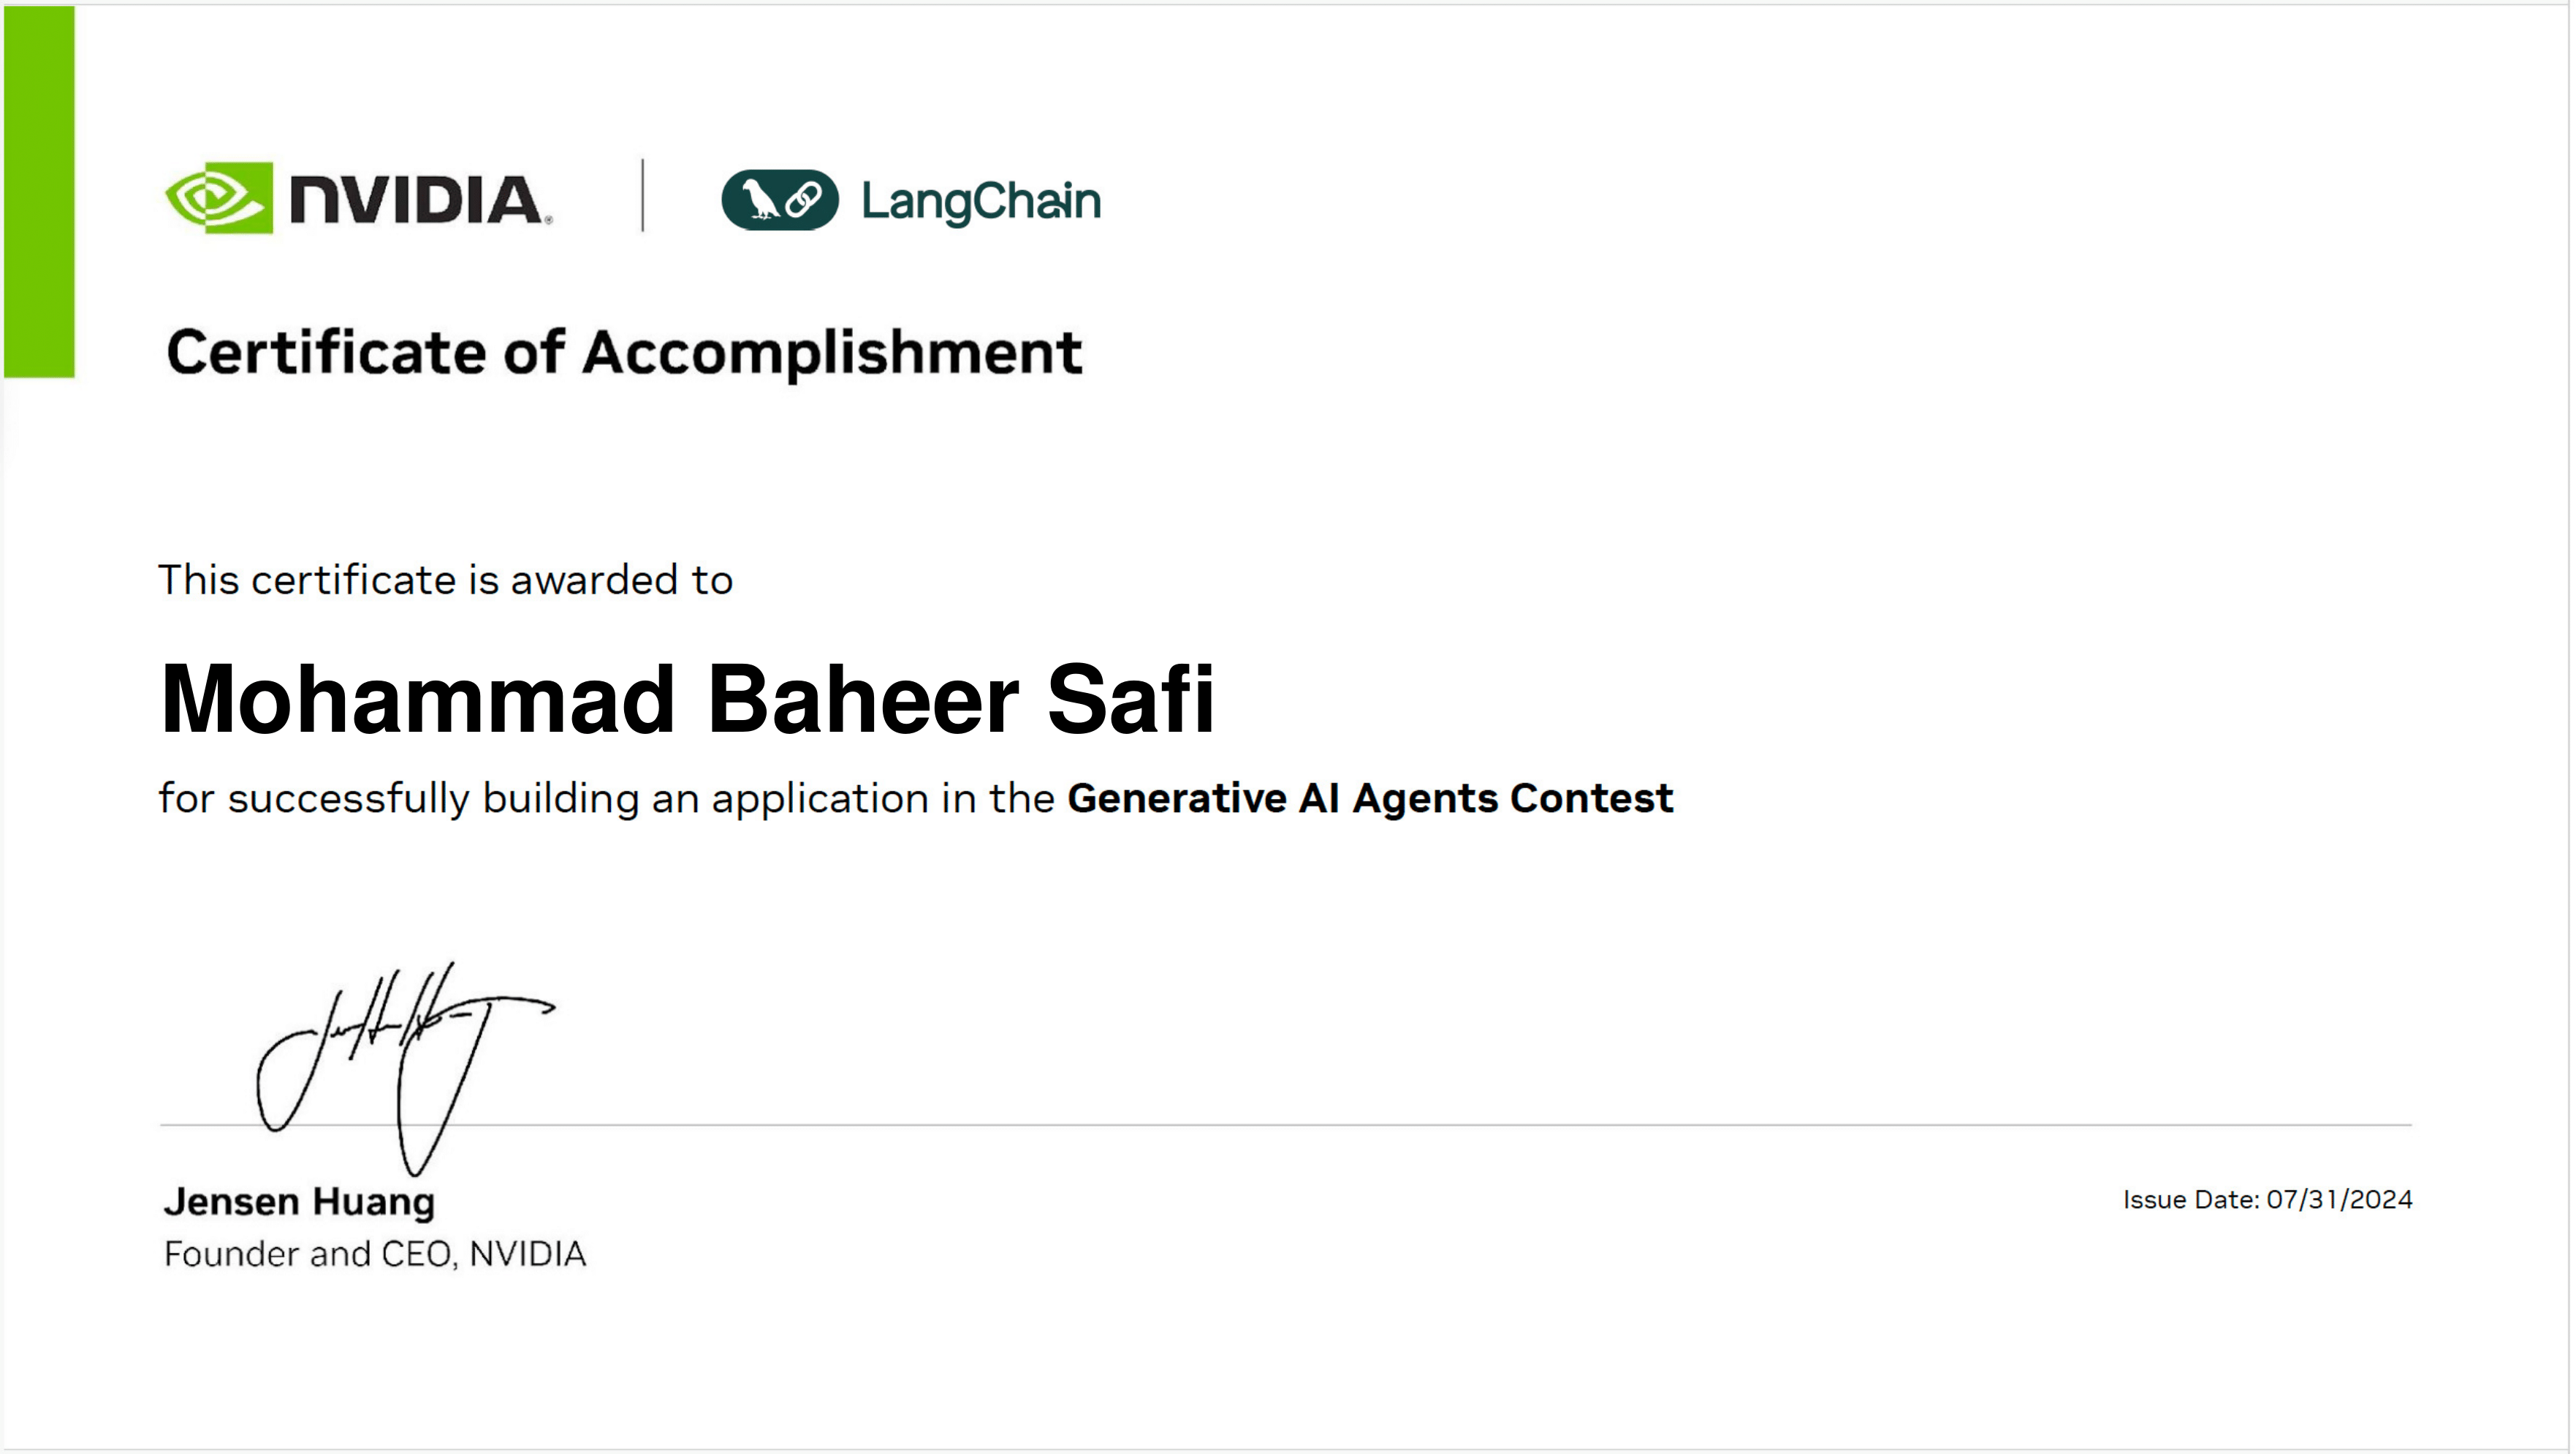 NVIDIA
LangChain
Certificate of Accomplishment
This certificate is awarded to
Mohammad Baheer Safi
for successfully building an application in the Generative AI Agents Contest
Jensen Huang
Founder and CEO, NVIDIA
Issue Date: 07/31/2024